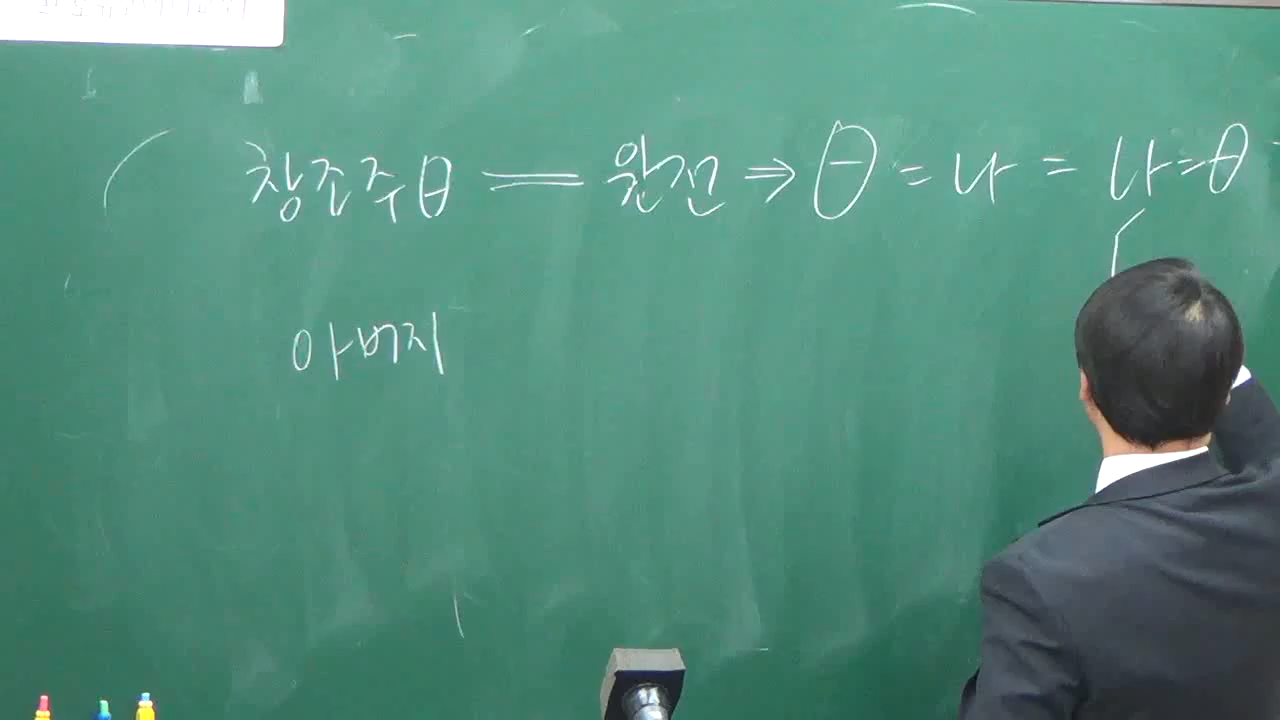 창조주θ = 완전 ⇒ θ = 나 = 나 = θ
아버지